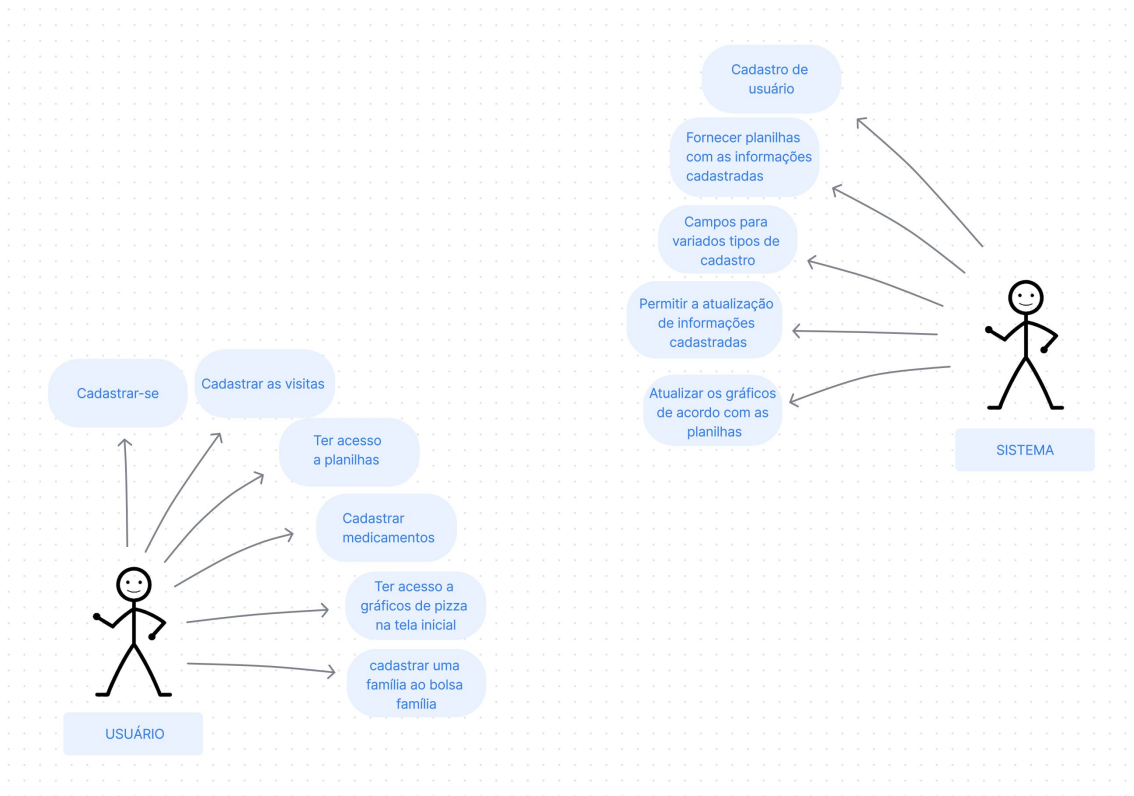 Cadastro de
usuário
Fornecer planilhas
com as informações
cadastradas
Campos para
variados tipos de
cadastro
Permitir a atualização
de informações
cadastradas
Atualizar os gráficos
de acordo com as
planilhas
SISTEMA
Cadastrar-se
Cadastrar as visitas
Ter acesso
a planilhas
Cadastrar
medicamentos
Ter acesso a
gráficos de pizza
na tela inicial
cadastrar uma
família ao bolsa
família
USUÁRIO